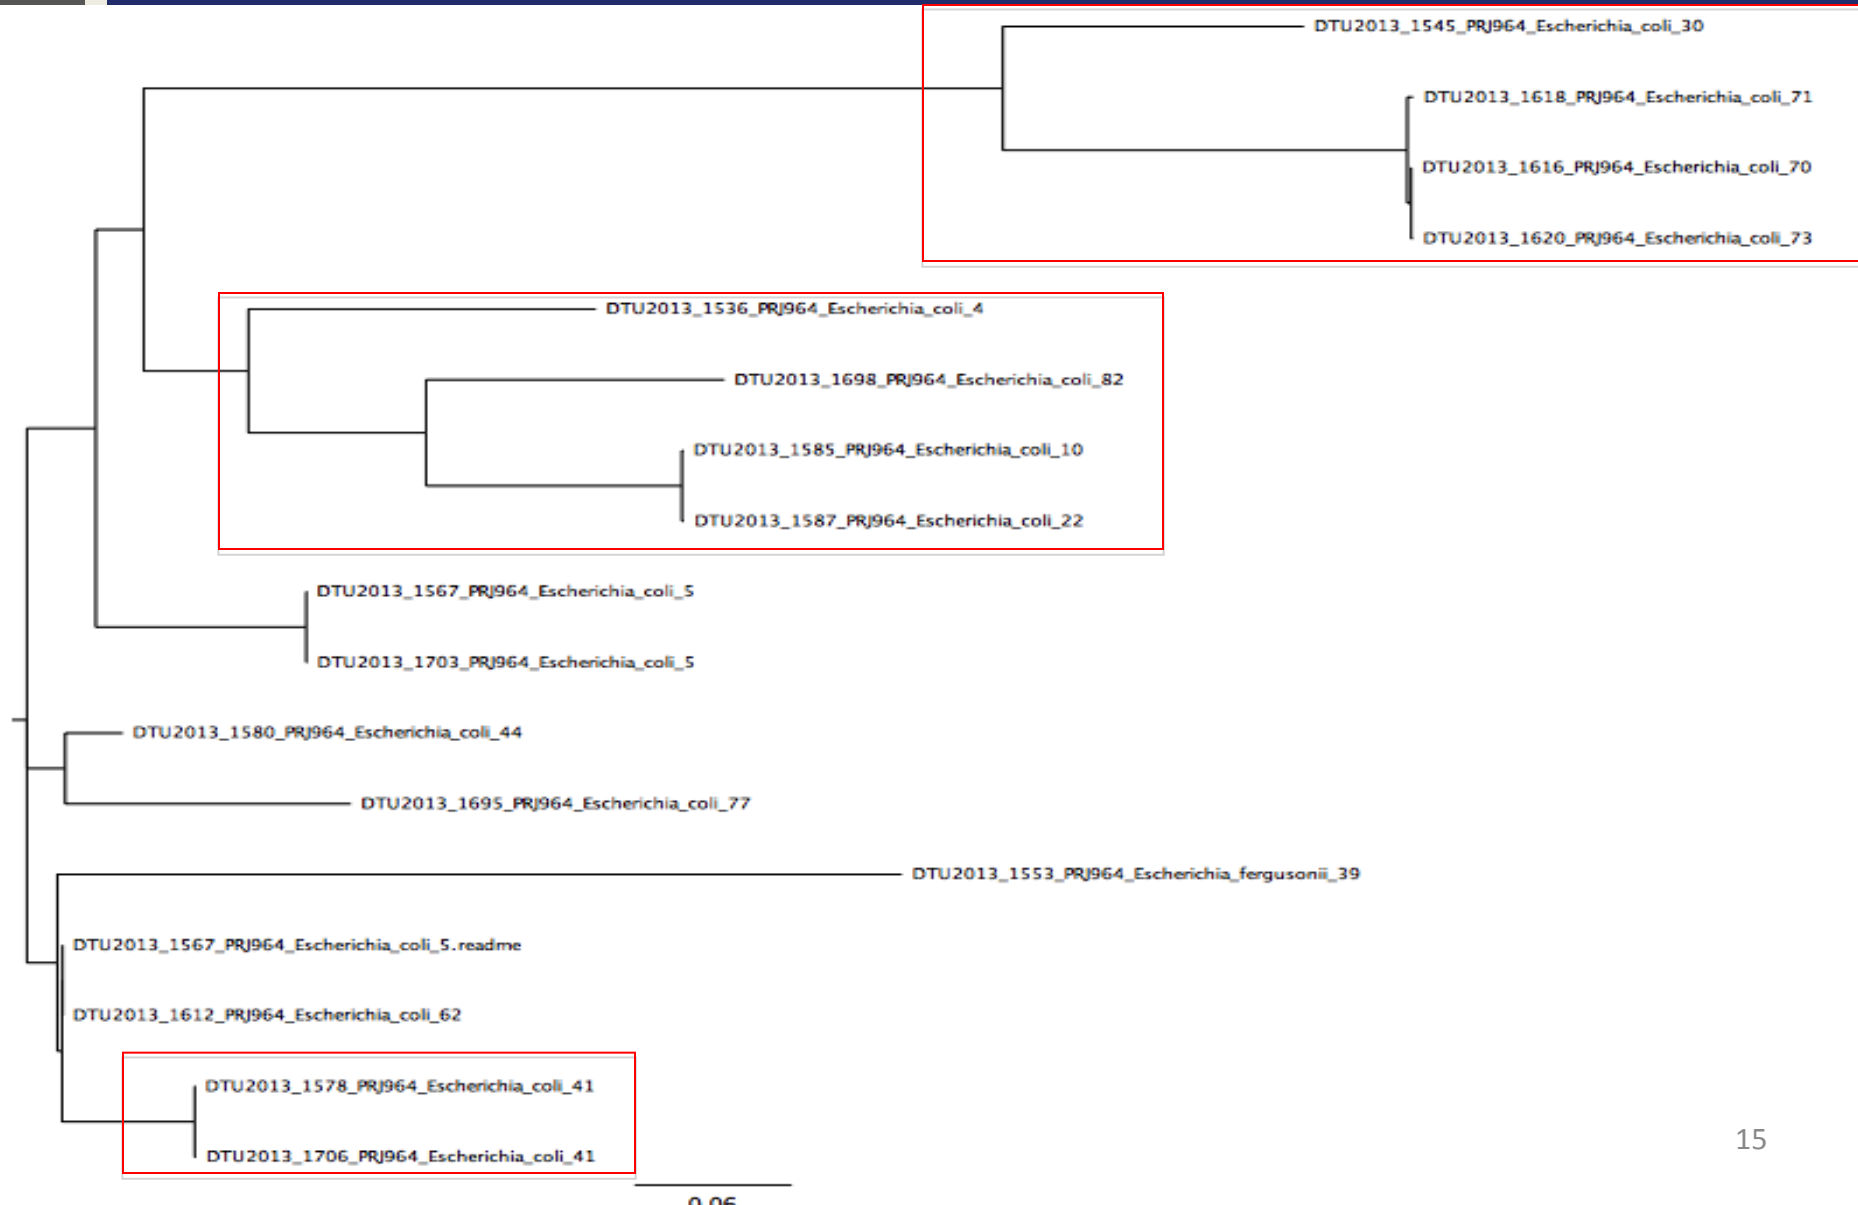 DTU2013_1545_PRJ964_Escherichia_coli_30
DTU2013_1618_PRJ964_Escherichia_coli_71
DTU2013_1616_PRJ964_Escherichia_coli_70
DTU2013_1620_PRJ964_Escherichia_coli_73
DTU2013_1536_PRJ964_Escherichia_coli_4
DTU2013_1698_PRJ964_Escherichia_coli_82
DTU2013_1585_PRJ964_Escherichia_coli_10
DTU2013_1587_PRJ964_Escherichia_coli_22
DTU2013_1567_PRJ964_Escherichia_coli_5
DTU2013_1703_PRJ964_Escherichia_coli_5
DTU2013_1580_PRJ964_Escherichia_coli_44
DTU2013_1695_PRJ964_Escherichia_coli_77
DTU2013_1553_PRJ964_Escherichia_fergusonii_39
DTU2013_1567_PRJ964_Escherichia_coli_5.readme
DTU2013_1612_PRJ964_Escherichia_coli_62
DTU2013_1578_PRJ964_Escherichia_coli_41
DTU2013_1706_PRJ964_Escherichia_coli_41
15